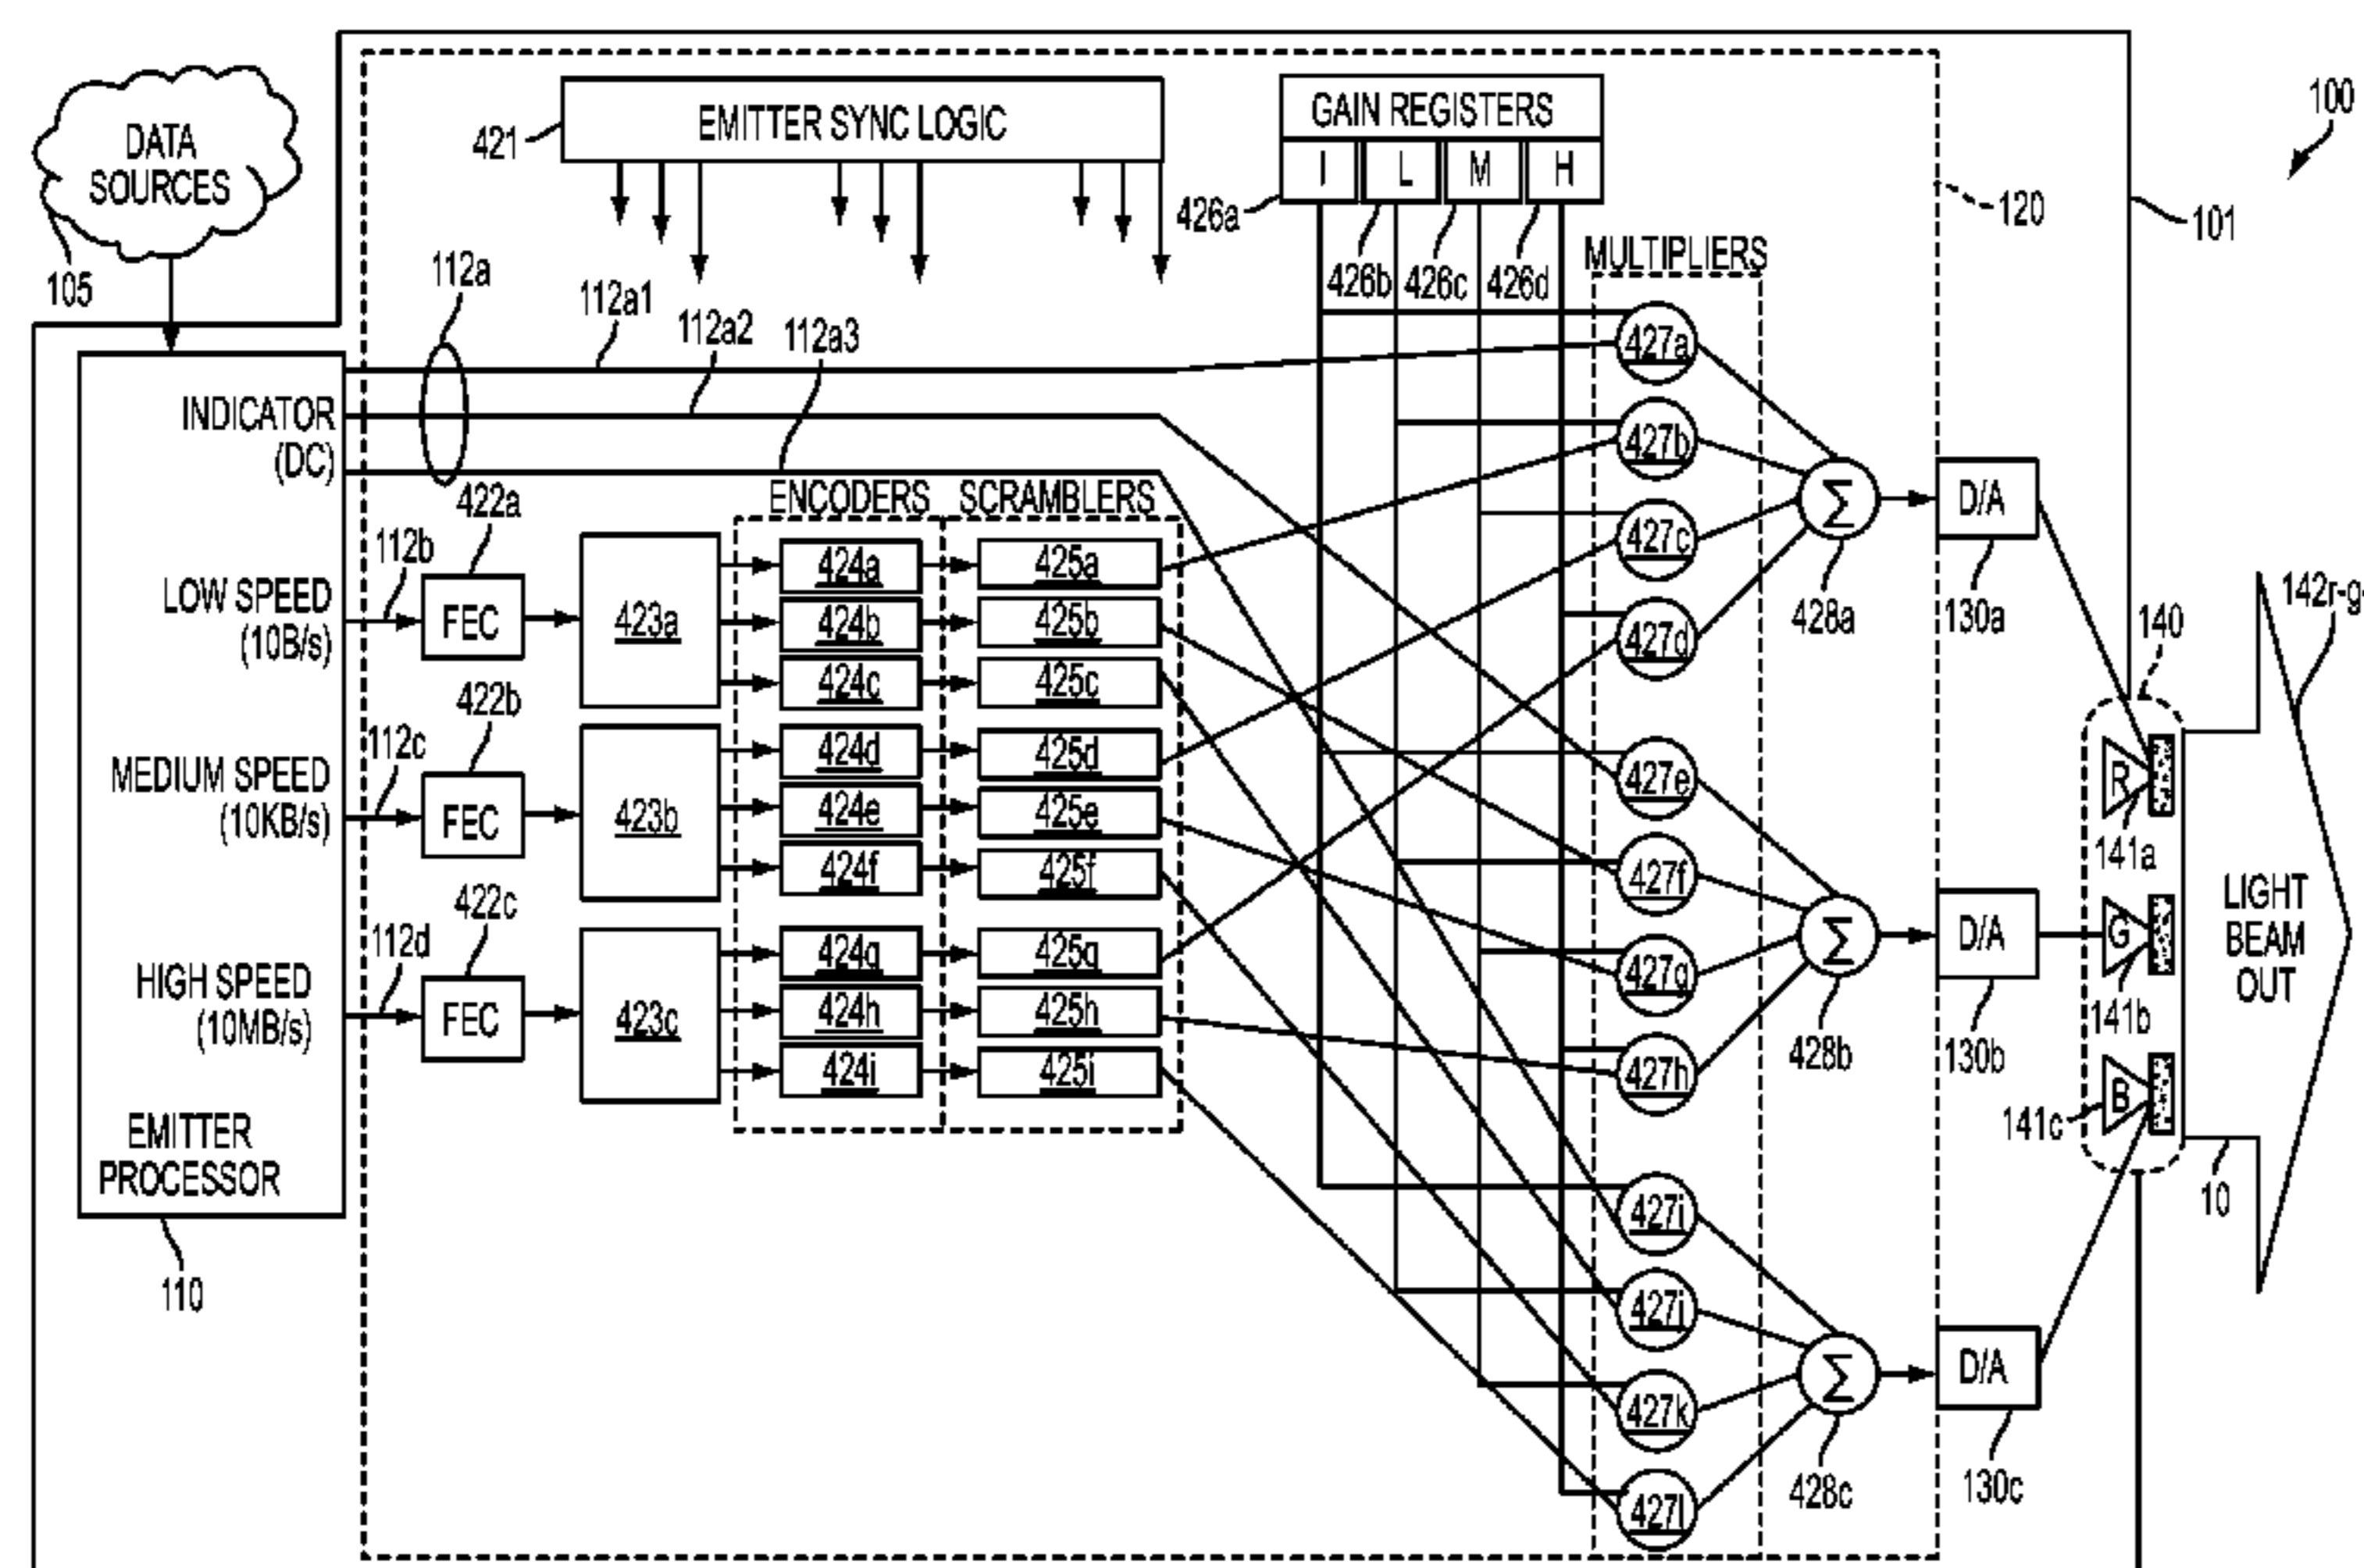 100
DATA
SOURCES
105
EMITTER SYNC LOGIC
421
GAIN REGISTERS
I
L
M
H
426a
426b
426c
426d
120
101
MULTIPLIERS
112a
112a1
112a2
112a3
INDICATOR
(DC)
LOW SPEED
(10B/s)
MEDIUM SPEED
(10KB/s)
HIGH SPEED
(10MB/s)
EMITTER
PROCESSOR
110
112b
112c
112d
422a
FEC
422b
FEC
422c
FEC
423a
423b
423c
ENCODERS
SCRAMBLERS
424a
425a
424b
425b
424c
425c
424d
425d
424e
425e
424f
425f
424g
425g
424h
425h
424i
425i
427a
427b
427c
427d
427e
427f
427g
427h
427i
427j
427k
427l
Σ
428a
Σ
428b
Σ
428c
D/A
130a
D/A
130b
D/A
130c
140
142r-g-
R
141a
G
141b
B
141c
LIGHT
BEAM
OUT
10